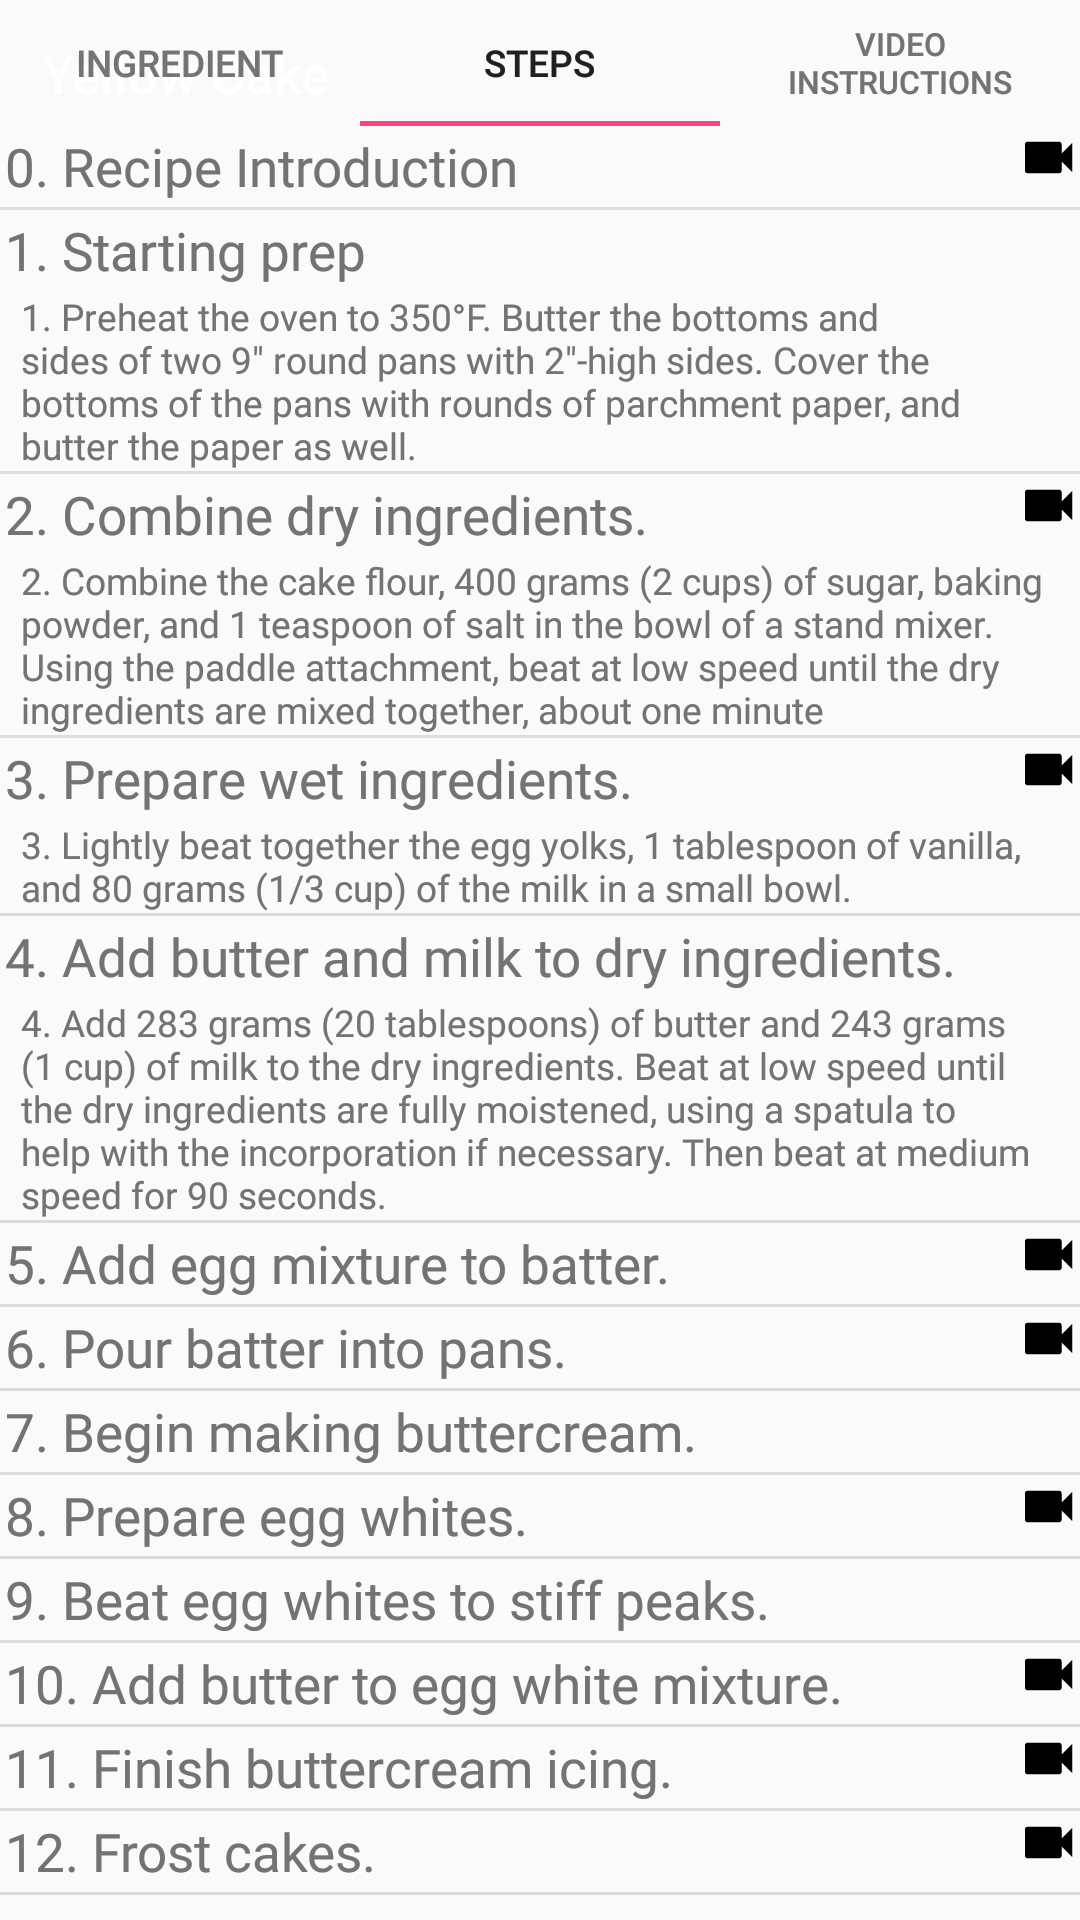 Yellow Cake
INGREDIENT
STEPS
VIDEO
INSTRUCTIONS
0. Recipe Introduction
1. Starting prep
1. Preheat the oven to 350°F. Butter the bottoms and
sides of two 9" round pans with 2"-high sides. Cover the
bottoms of the pans with rounds of parchment paper, and
butter the paper as well.
2. Combine dry ingredients.
2. Combine the cake flour, 400 grams (2 cups) of sugar, baking
powder, and 1 teaspoon of salt in the bowl of a stand mixer.
Using the paddle attachment, beat at low speed until the dry
ingredients are mixed together, about one minute
3. Prepare wet ingredients.
3. Lightly beat together the egg yolks, 1 tablespoon of vanilla,
and 80 grams (1/3 cup) of the milk in a small bowl.
4. Add butter and milk to dry ingredients.
4. Add 283 grams (20 tablespoons) of butter and 243 grams
(1 cup) of milk to the dry ingredients. Beat at low speed until
the dry ingredients are fully moistened, using a spatula to
help with the incorporation if necessary. Then beat at medium
speed for 90 seconds.
5. Add egg mixture to batter.
6. Pour batter into pans.
7. Begin making buttercream.
8. Prepare egg whites.
9. Beat egg whites to stiff peaks.
10. Add butter to egg white mixture.
11. Finish buttercream icing.
12. Frost cakes.